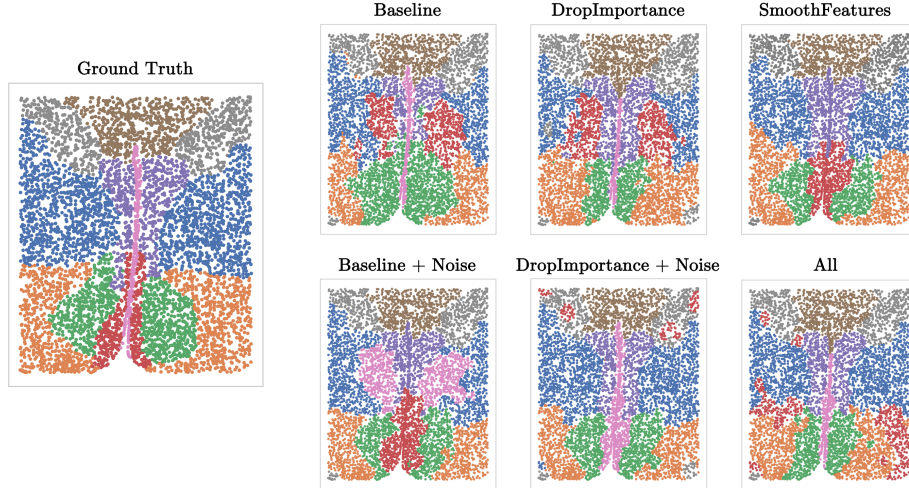 Ground Truth
Baseline
DropImportance
SmoothFeatures
Baseline + Noise
DropImportance + Noise
All